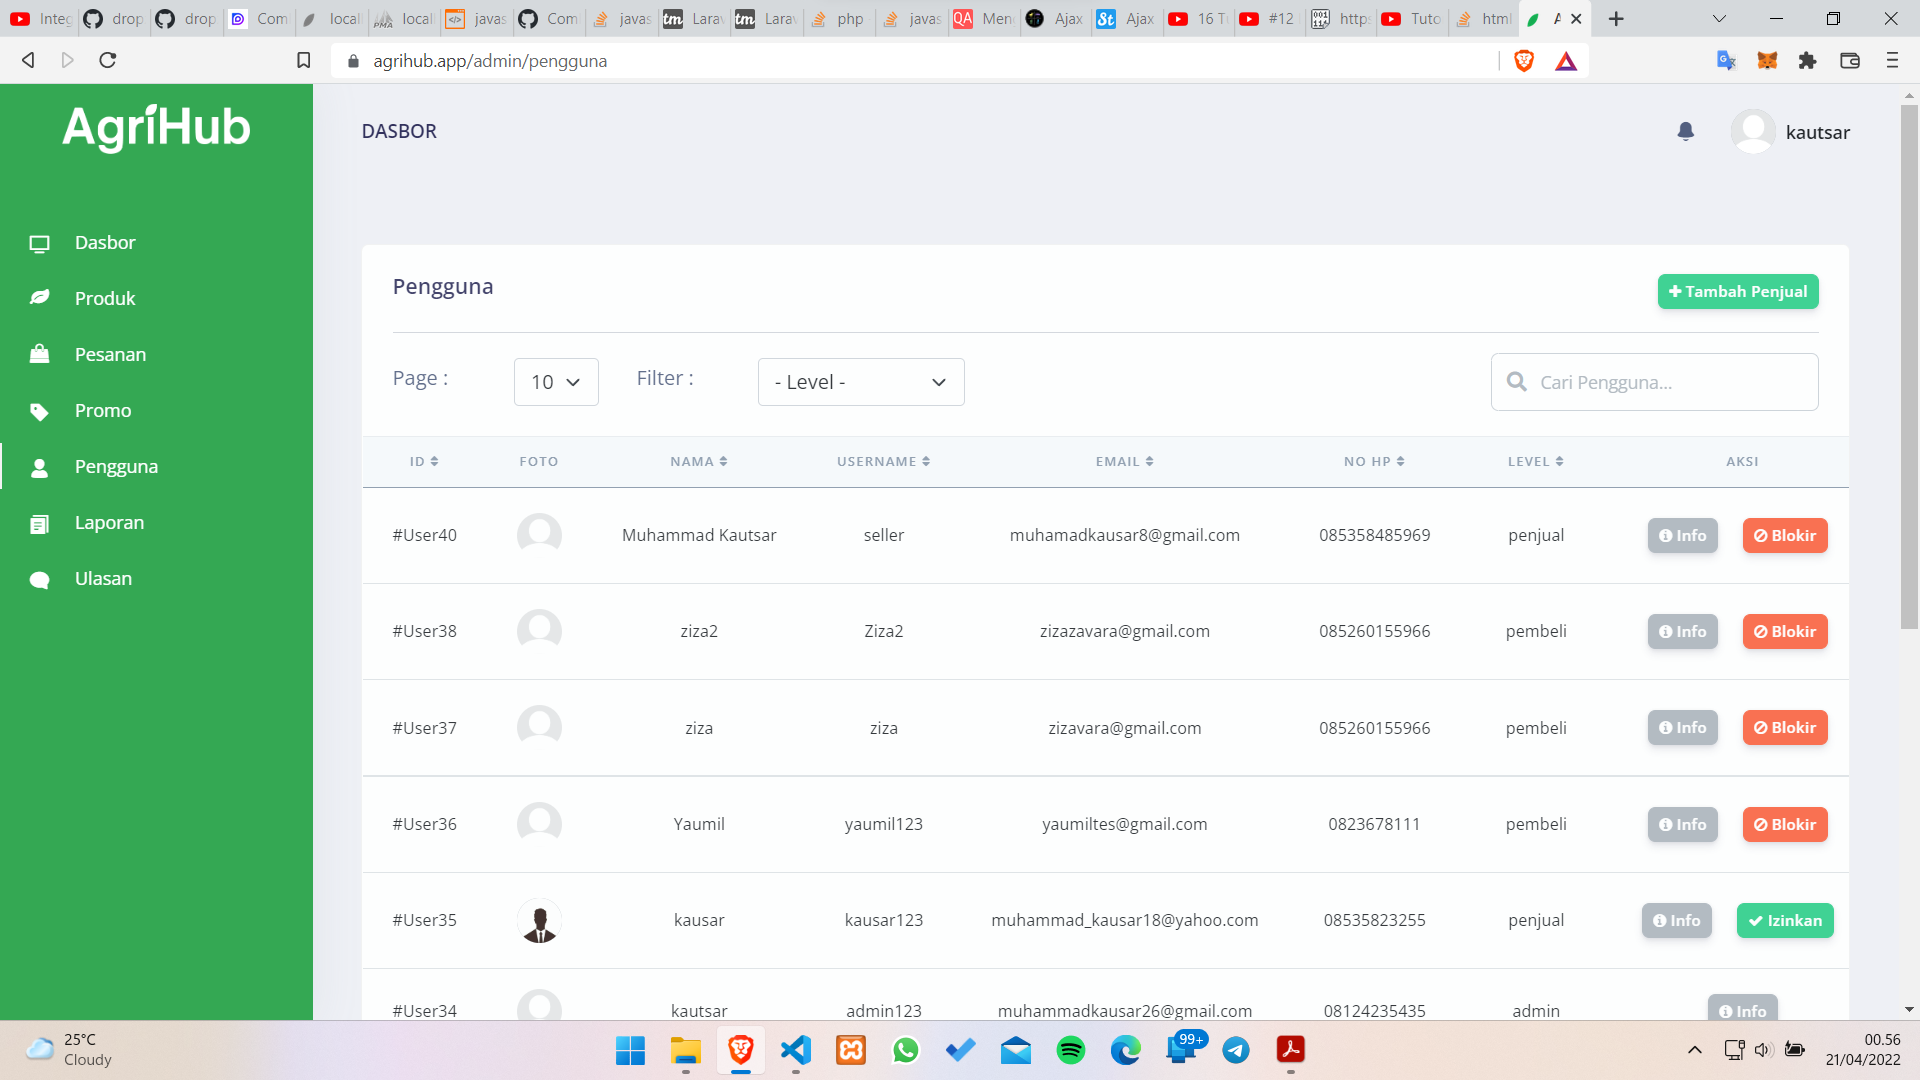 Integ
drop
drop
Com
local
local
javas
Com
javas
Larav
Larav
php
javas
Men
Ajax
Ajax
16 Tu
#12
https
Tuto
html
agrihub.app/admin/pengguna
AgriHub
DASBOR
kautsar
Dasbor
Produk
Pesanan
Promo
Pengguna
Laporan
Ulasan
Pengguna
Tambah Penjual
Page :
10
Filter :
- Level -
Cari Pengguna...
ID FOTO NAMA USERNAME EMAIL NO HP LEVEL AKSI
#User40 Muhammad Kautsar seller muhamadkausar8@gmail.com 085358485969 penjual Info Blokir
#User38 ziza2 Ziza2 zizazavara@gmail.com 085260155966 pembeli Info Blokir
#User37 ziza ziza zizavara@gmail.com 085260155966 pembeli Info Blokir
#User36 Yaumil yaumil123 yaumiltes@gmail.com 0823678111 pembeli Info Blokir
#User35 kausar kausar123 muhammad_kausar18@yahoo.com 08535823255 penjual Info Izinkan
#User34 kautsar admin123 muhammadkausar26@gmail.com 08124235435 admin Info
25°C
Cloudy
99+
00.56
21/04/2022